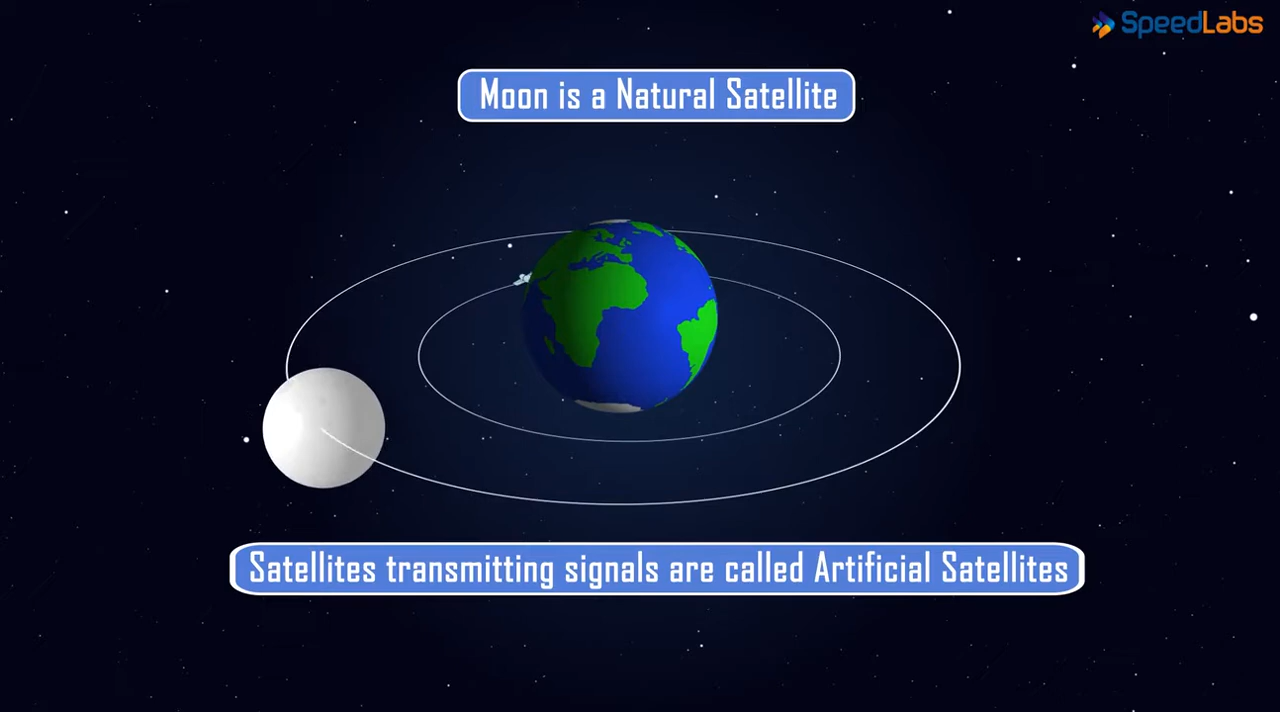 SpeedLabs
Moon is a Natural Satellite
Satellites transmitting signals are called Artificial Satellites